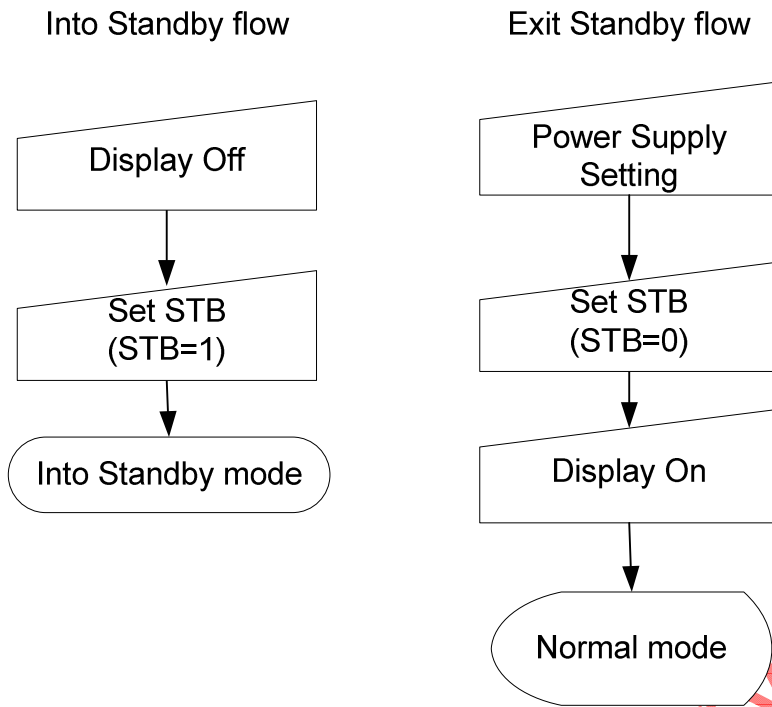 Into Standby flow
Display Off
Set STB
(STB=1)
Into Standby mode
Exit Standby flow
Power Supply
Setting
Set STB
(STB=0)
Display On
Normal mode